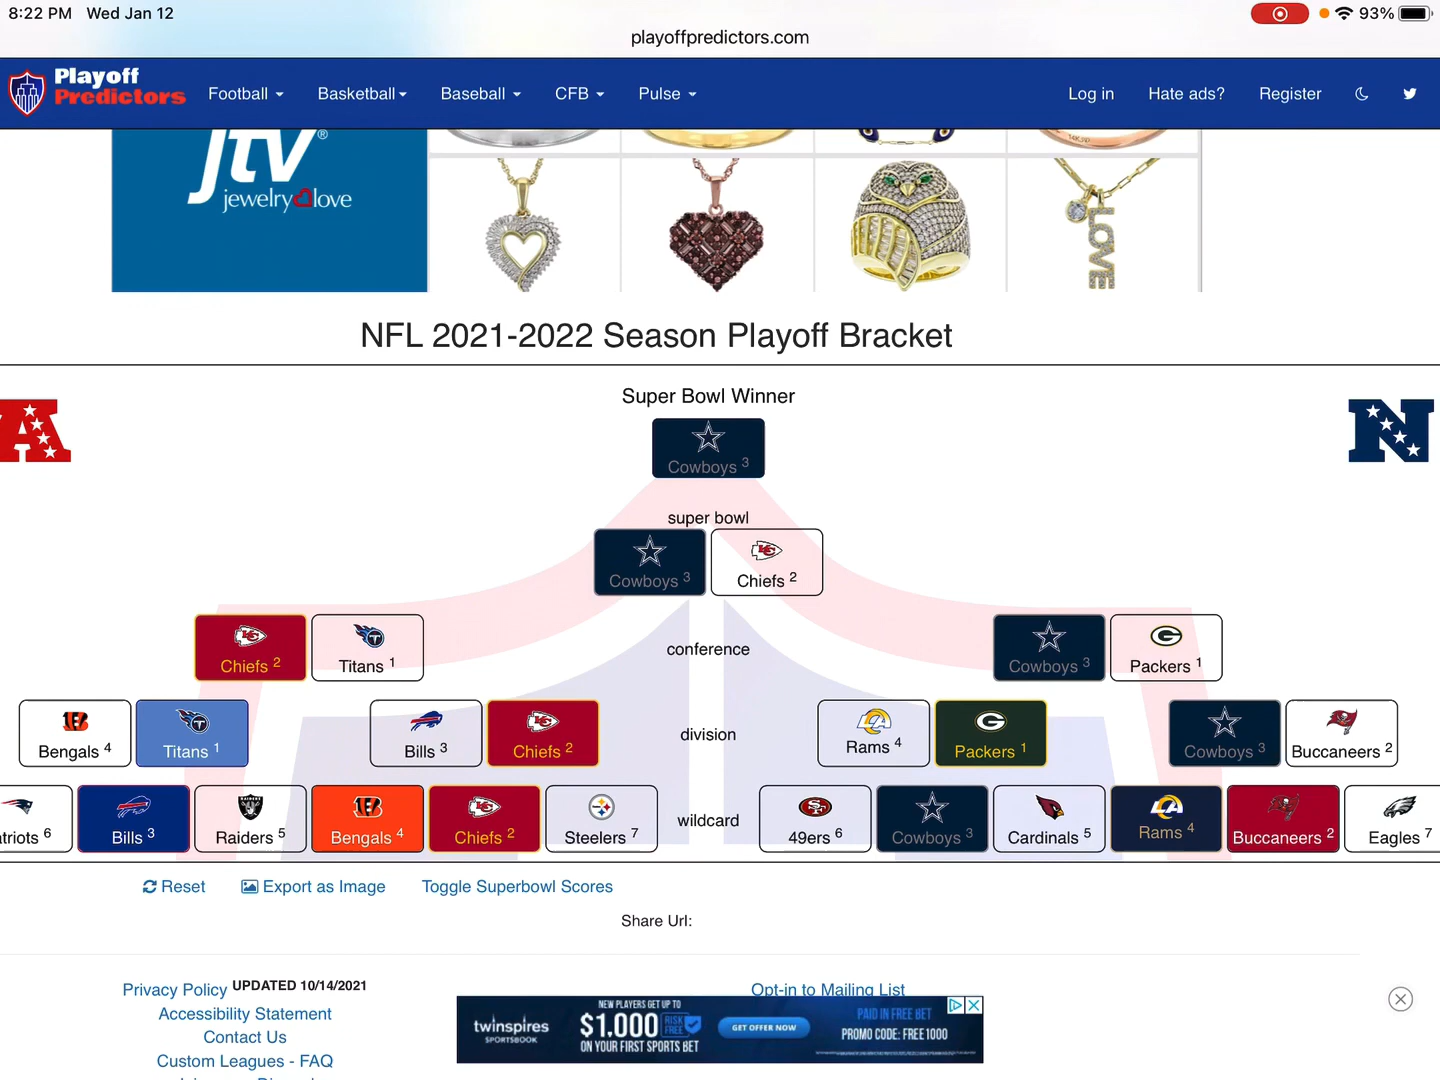 8:22 PM Wed Jan 12
93%
playoffpredictors.com
Playoff
Predictors
Football Basketball Baseball CFB Pulse Log in Hate ads? Register
jtv®
jewelry love
LOVE
NFL 2021-2022 Season Playoff Bracket
Super Bowl Winner
A
N
Cowboys 3
super bowl
Cowboys 3 Chiefs 2
Chiefs 2 Titans 1 conference Cowboys 3 Packers 1
Bengals 4 Titans 1 Bills 3 Chiefs 2 division Rams 4 Packers 1 Cowboys 3 Buccaneers 2
atriots 6 Bills 3 Raiders 5 Bengals 4 Chiefs 2 Steelers 7 wildcard 49ers 6 Cowboys 3 Cardinals 5 Rams 4 Buccaneers 2 Eagles 7
Reset Export as Image Toggle Superbowl Scores
Share Url:
Privacy Policy UPDATED 10/14/2021
Opt-in to Mailing List
Accessibility Statement
Contact Us
Custom Leagues - FAQ
twinspires
SPORTSBOOK
NEW PLAYERS GET UP TO
$1,000 RISK FREE
ON YOUR FIRST SPORTS BET
GET OFFER NOW
PAID IN FREE BET
PROMO CODE: FREE1000